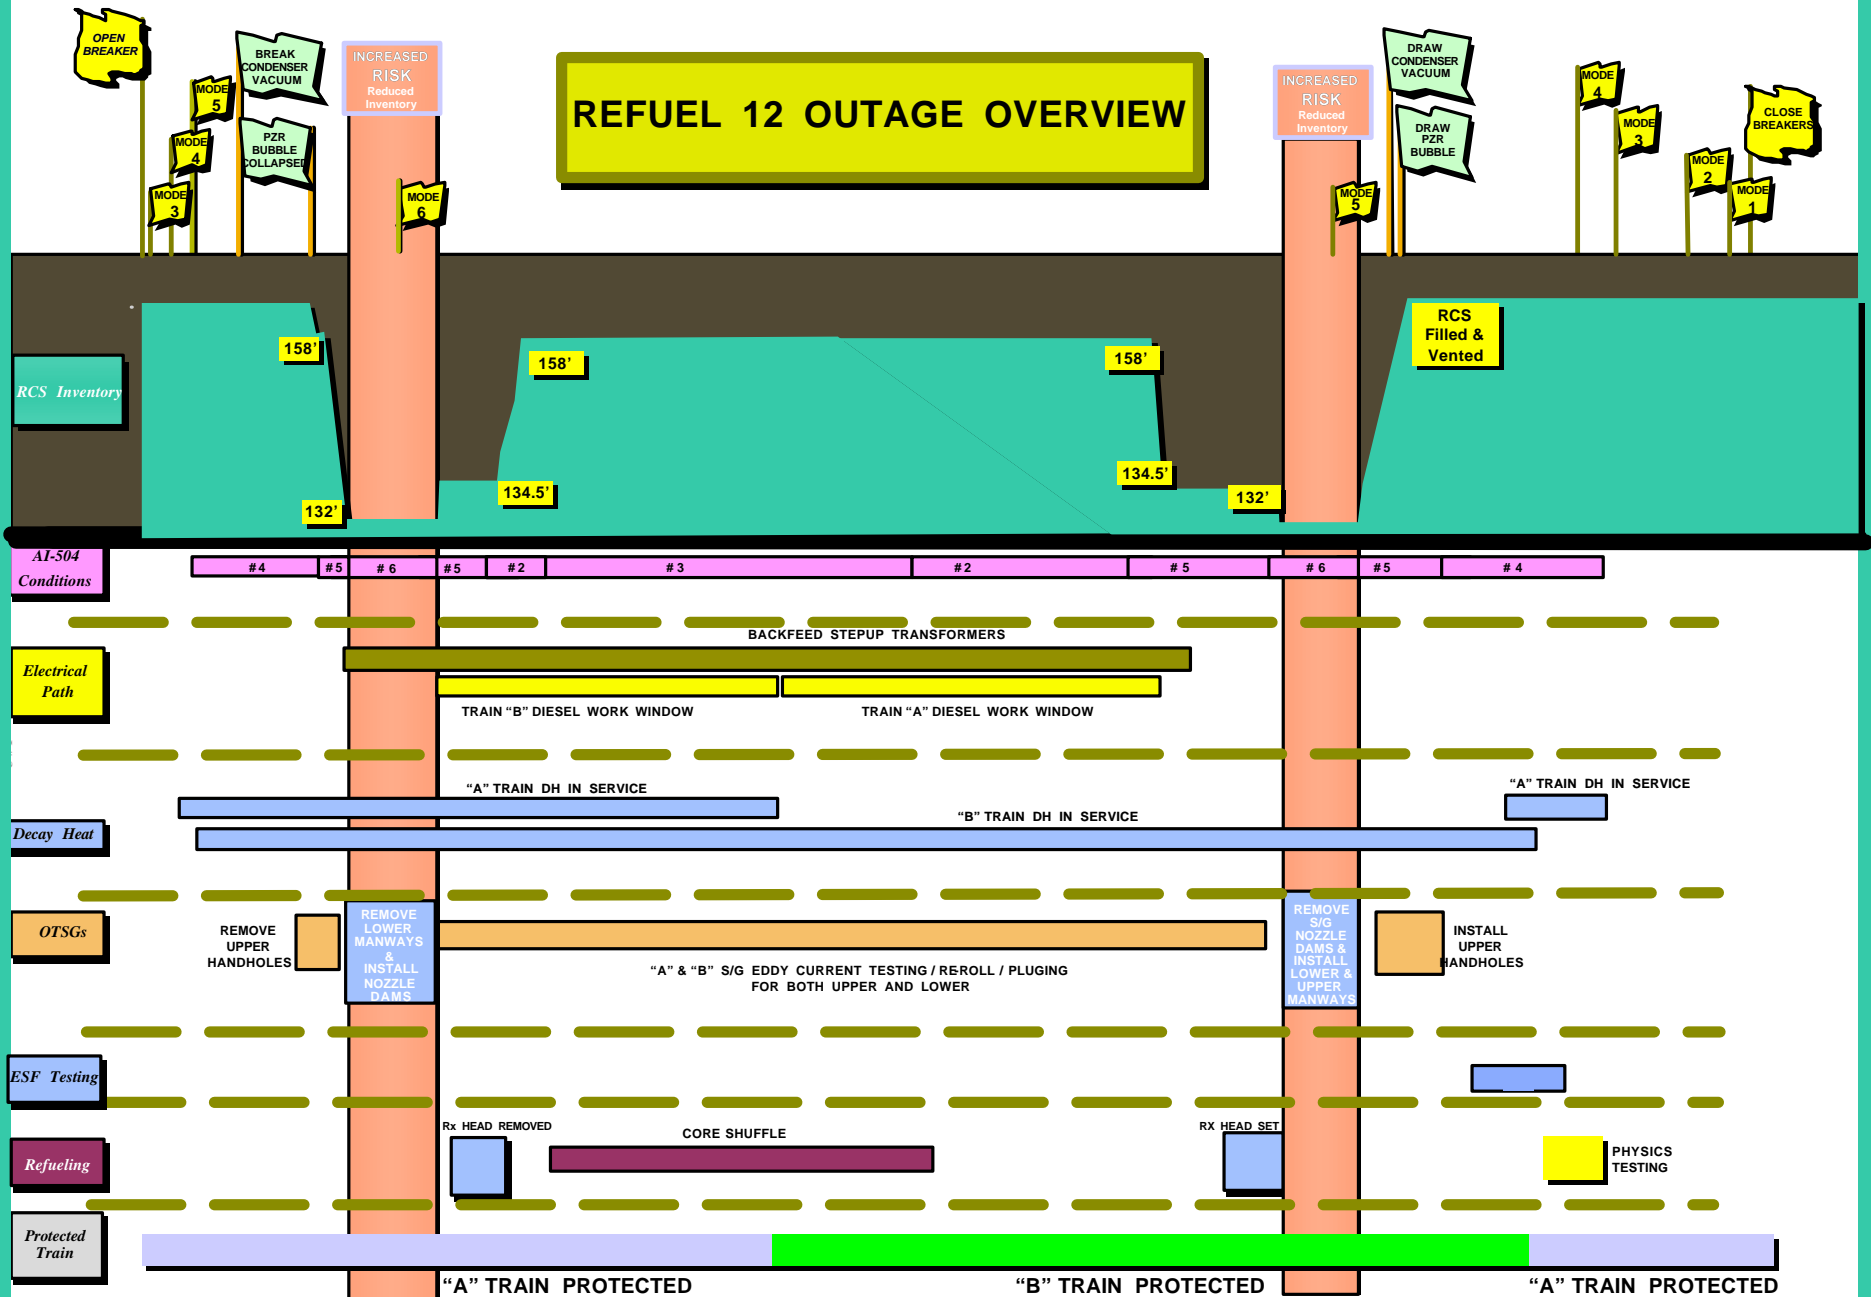 OPEN
BREAKER
MODE
5
MODE
4
MODE
3
BREAK
CONDENSER
VACUUM
PZR
BUBBLE
COLLAPSED
INCREASED
RISK
Reduced
Inventory
MODE
6
REFUEL 12 OUTAGE OVERVIEW
INCREASED
RISK
Reduced
Inventory
MODE
5
DRAW
CONDENSER
VACUUM
DRAW
PZR
BUBBLE
MODE
4
MODE
3
MODE
2
MODE
1
CLOSE
BREAKERS
RCS Inventory
158’
132’
158’
134.5’
158’
134.5’
132’
RCS
Filled &
Vented
AI-504
Conditions
#4
#5
# 6
#5
#2
# 3
# 2
# 5
# 6
#5
# 4
Electrical
Path
BACKFEED STEPUP TRANSFORMERS
TRAIN “B” DIESEL WORK WINDOW
TRAIN “A” DIESEL WORK WINDOW
Decay Heat
“A” TRAIN DH IN SERVICE
“B” TRAIN DH IN SERVICE
“A” TRAIN DH IN SERVICE
OTSGs
REMOVE
UPPER
HANDHOLES
REMOVE
LOWER
MANWAYS
&
INSTALL
NOZZLE
DAMS
“A” & “B” S/G EDDY CURRENT TESTING / RE-ROLL / PLUGING
FOR BOTH UPPER AND LOWER
REMOVE
S/G
NOZZLE
DAMS &
INSTALL
LOWER &
UPPER
MANWAYS
INSTALL
UPPER
HANDHOLES
ESF Testing
Refueling
Rx HEAD REMOVED
CORE SHUFFLE
RX HEAD SET
PHYSICS
TESTING
Protected
Train
“A” TRAIN PROTECTED
“B” TRAIN PROTECTED
“A” TRAIN PROTECTED